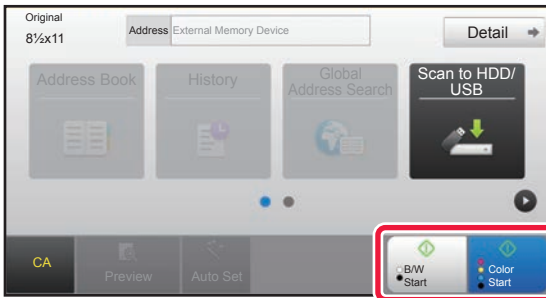 Original
8½x11
Address External Memory Device
Detail
Address Book
History
Global
Address Search
Scan to HDD/
USB
CA
Preview
Auto Set
B/W
Start
Color
Start